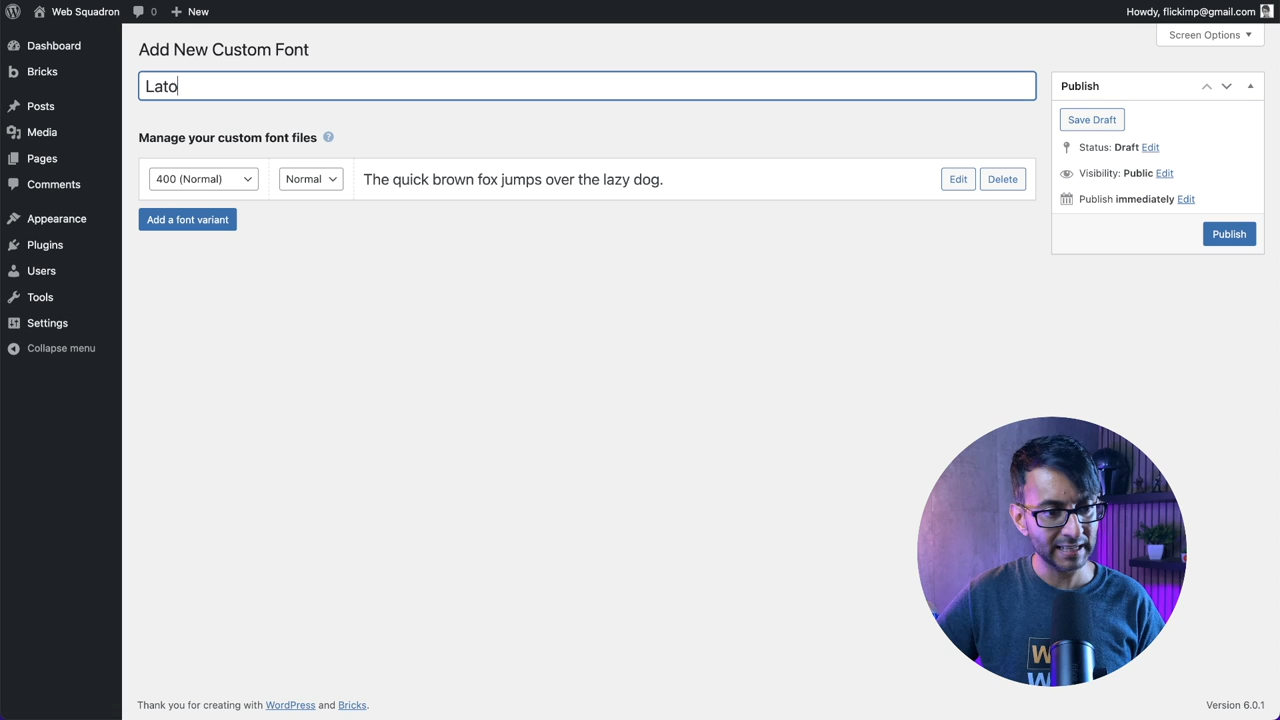 Web Squadron 0 New Howdy, flickimp@gmail.com
Screen Options
Dashboard
Bricks
Posts
Media
Pages
Comments
Appearance
Plugins
Users
Tools
Settings
Collapse menu
Add New Custom Font
Lato
Manage your custom font files ?
400 (Normal) Normal The quick brown fox jumps over the lazy dog. Edit Delete
Add a font variant
Publish
Save Draft
Status: Draft Edit
Visibility: Public Edit
Publish immediately Edit
Publish
Thank you for creating with WordPress and Bricks.
Version 6.0.1